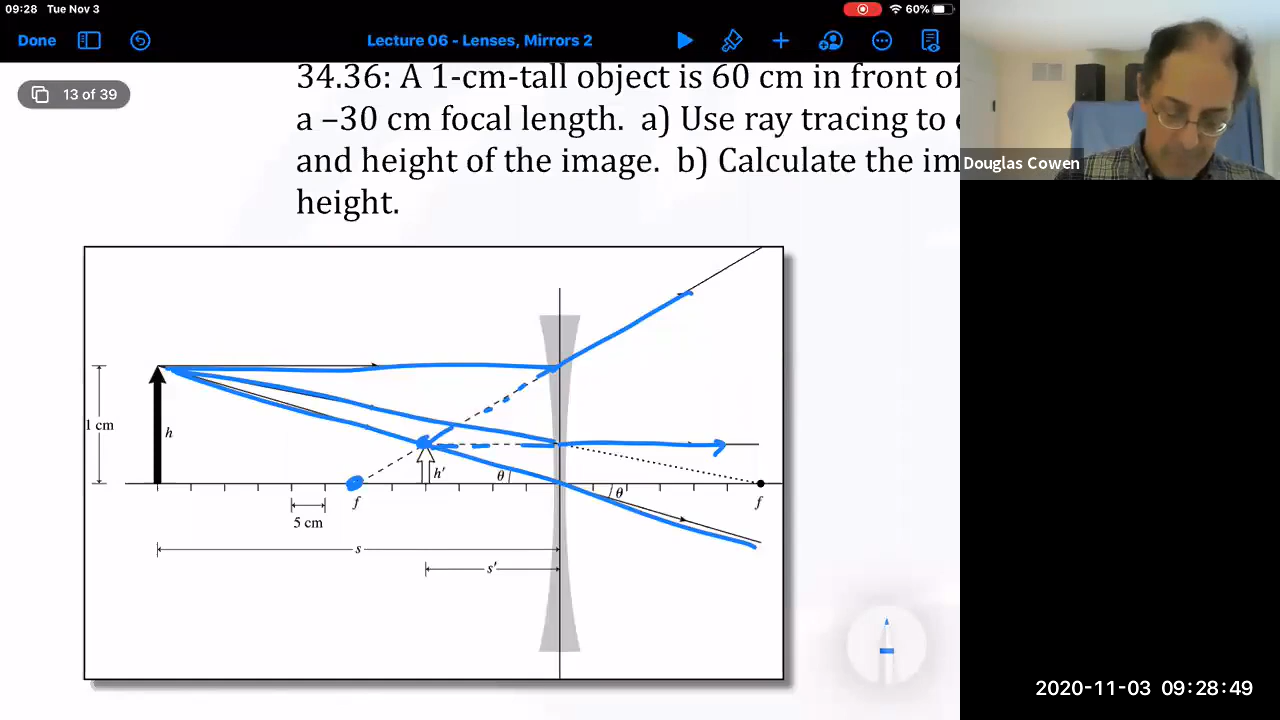 09:28 Tue Nov 3
60%
Done
Lecture 06 - Lenses, Mirrors 2
13 of 39
34.36: A 1-cm-tall object is 60 cm in front of
a –30 cm focal length. a) Use ray tracing to
and height of the image. b) Calculate the im
height.
Douglas Cowen
1 cm
h
h′
θ
θ
f
f
5 cm
s
s′
2020-11-03 09:28:49